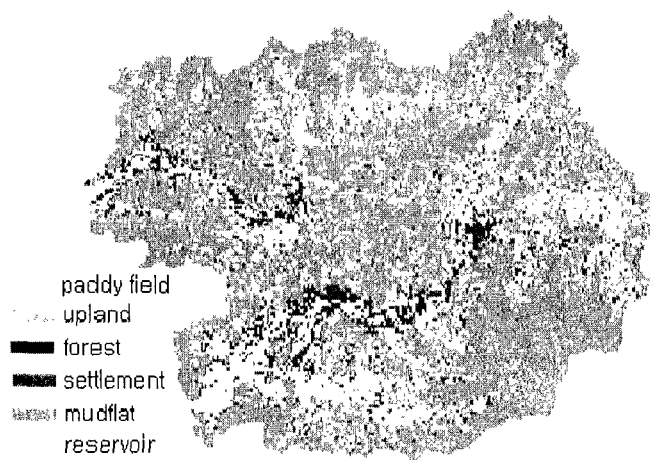 paddy field
upland
forest
settlement
mudflat
reservoir